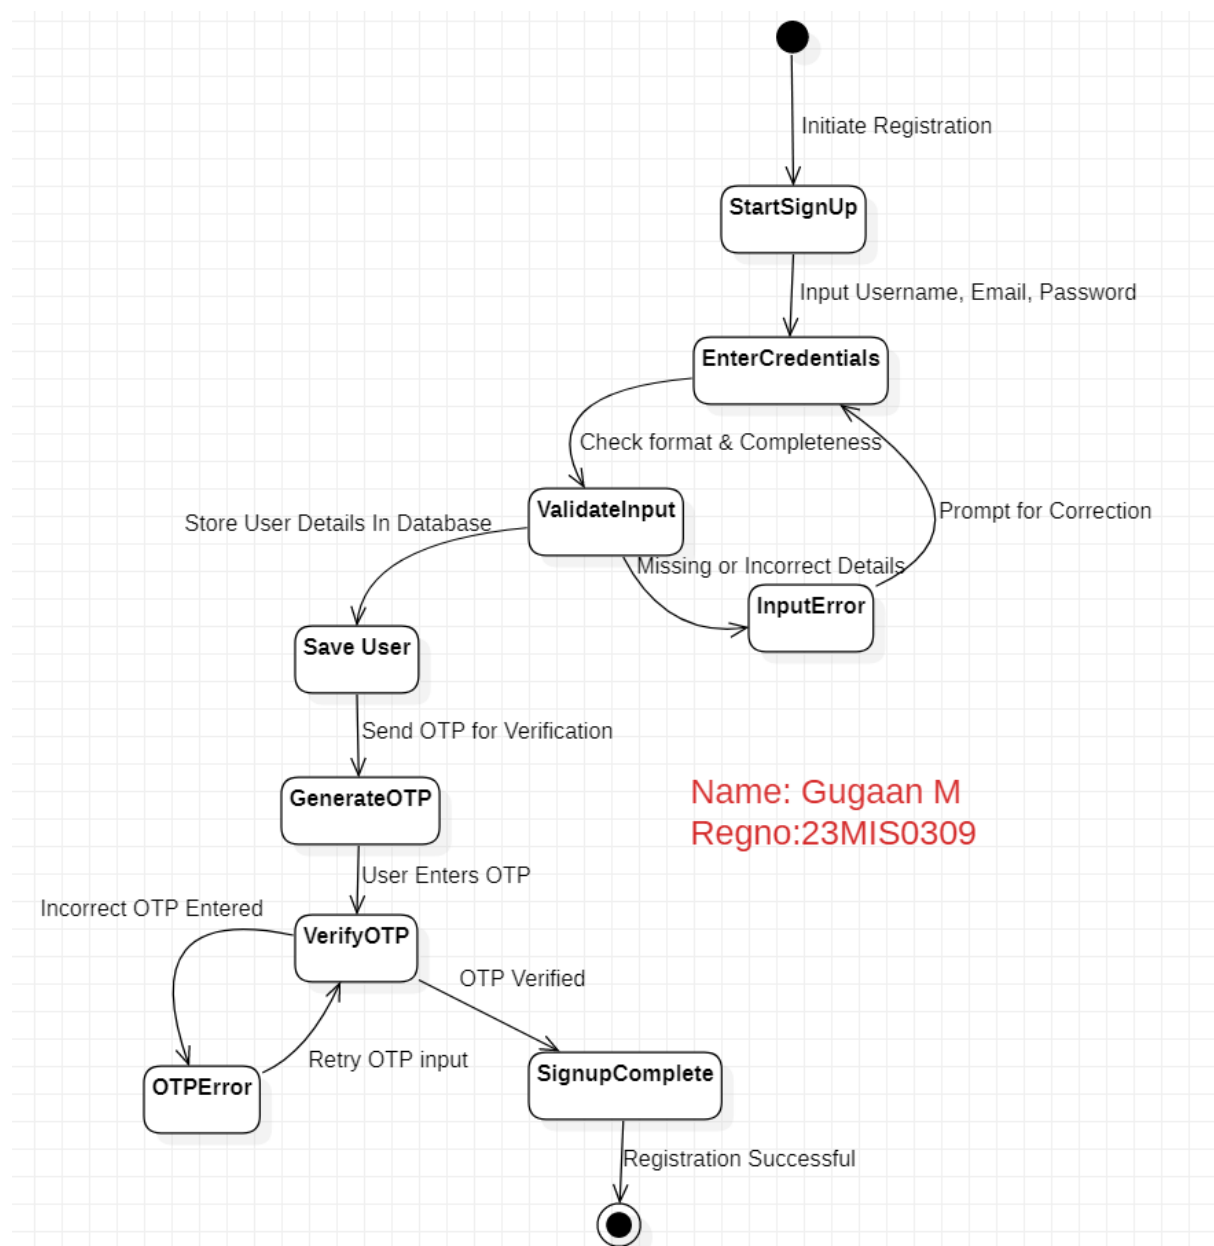 Initiate Registration
StartSignUp
Input Username, Email, Password
EnterCredentials
Check format & Completeness
ValidateInput
Prompt for Correction
Store User Details In Database
Missing or Incorrect Details
InputError
Save User
Send OTP for Verification
GenerateOTP
Name: Gugaan M
Regno:23MIS0309
User Enters OTP
Incorrect OTP Entered
VerifyOTP
OTP Verified
Retry OTP input
OTPError
SignupComplete
Registration Successful